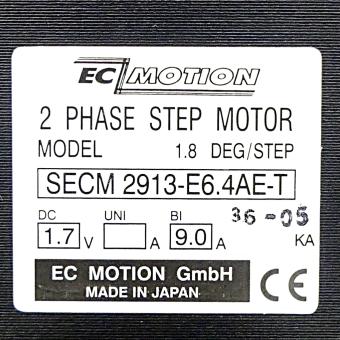 EC MOTION
2 PHASE STEP MOTOR
MODEL 1.8 DEG/STEP
SECM 2913-E6.4AE-T
DC UNI BI 36-05
1.7 V A 9.0 A KA
EC MOTION GmbH
MADE IN JAPAN CE